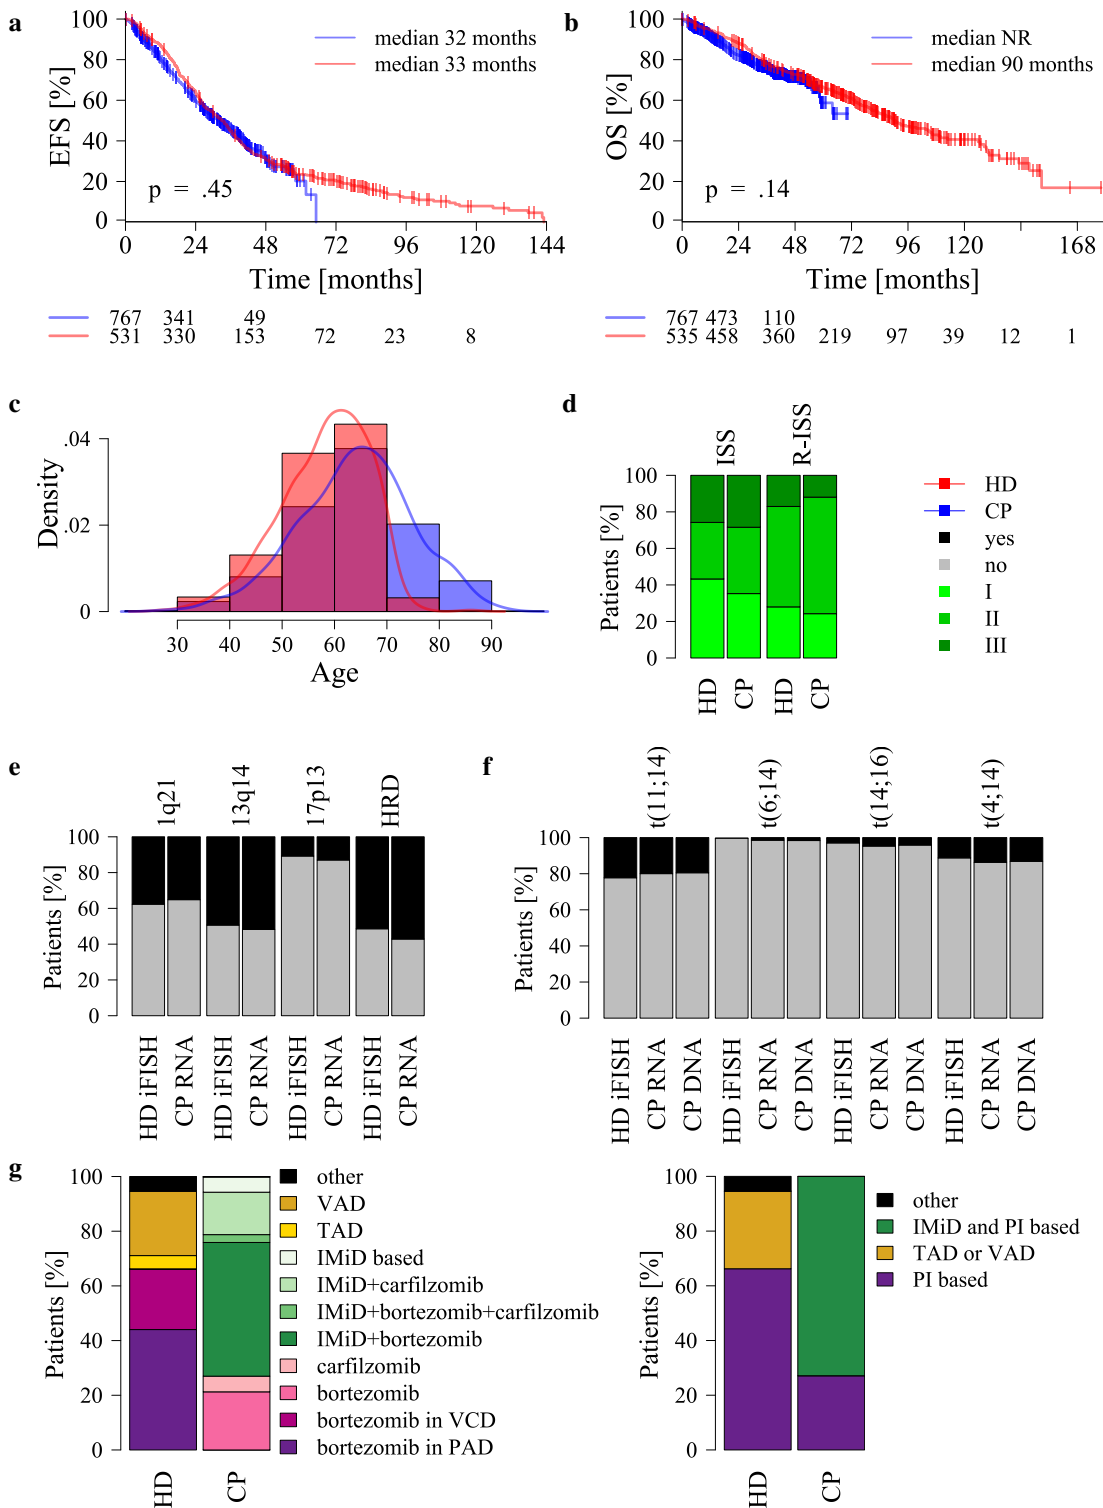 a
100
80
60
40
20
0
EFS [%]
median 32 months
median 33 months
p = .45
0 24 48 72 96 120 144
Time [months]
767 341 49
531 330 153 72 23 8
b
100
80
60
40
20
0
OS [%]
median NR
median 90 months
p = .14
0 24 48 72 96 120 168
Time [months]
767 473 110
535 458 360 219 97 39 12 1
c
.04
.02
0
Density
30 40 50 60 70 80 90
Age
d
ISS R-ISS
100
80
60
40
20
0
Patients [%]
HD CP HD CP
HD
CP
yes
no
I
II
III
e
1q21 13q14 17p13 HRD
100
80
60
40
20
0
Patients [%]
HD iFISH CP RNA HD iFISH CP RNA HD iFISH CP RNA HD iFISH CP RNA
f
t(11;14) t(6;14) t(14;16) t(4;14)
100
80
60
40
20
0
Patients [%]
HD iFISH CP RNA CP DNA HD iFISH CP RNA CP DNA HD iFISH CP RNA CP DNA HD iFISH CP RNA CP DNA
g
100
80
60
40
20
0
Patients [%]
HD CP
other
VAD
TAD
IMiD based
IMiD+carfilzomib
IMiD+bortezomib+carfilzomib
IMiD+bortezomib
carfilzomib
bortezomib
bortezomib in VCD
bortezomib in PAD
100
80
60
40
20
0
Patients [%]
HD CP
other
IMiD and PI based
TAD or VAD
PI based